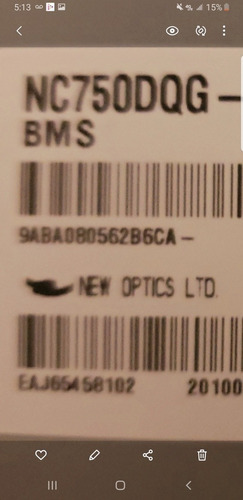 5:13 15%
NC750DQG-
BMS
9ABA080562B6CA-
NEW OPTICS LTD.
EAJ65458102 20100